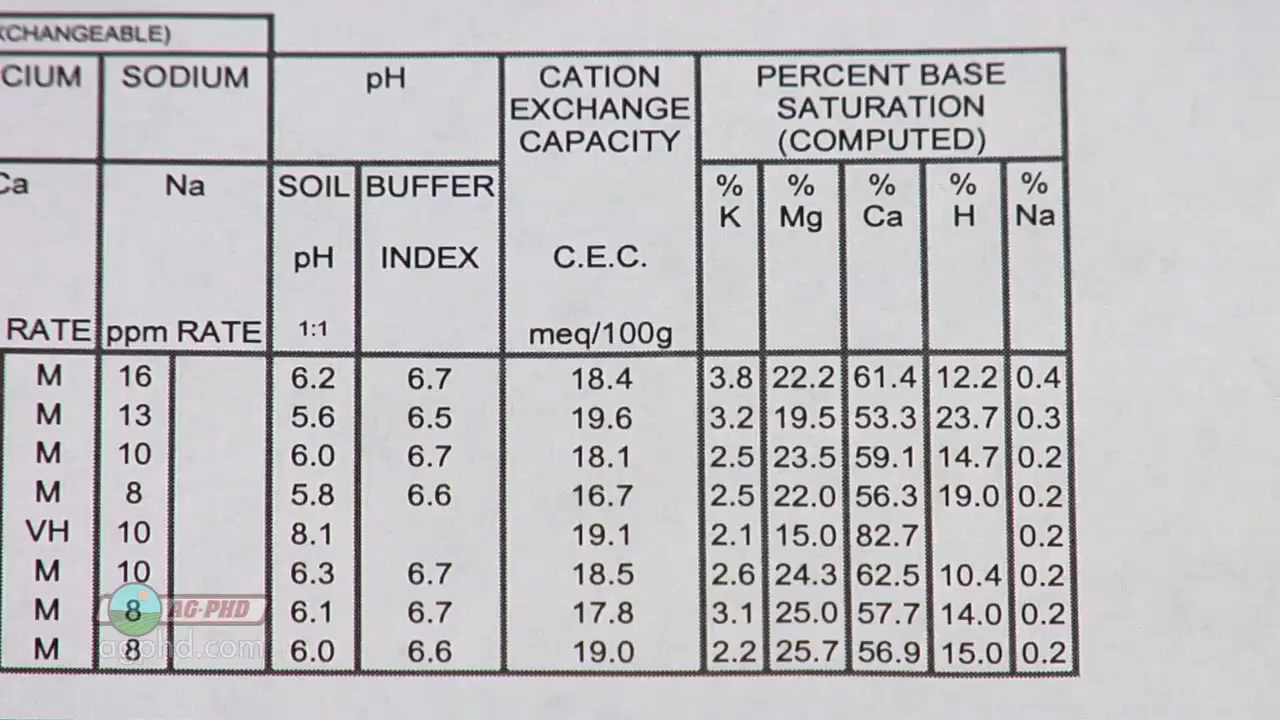 XCHANGEABLE)
CIUM SODIUM pH CATION EXCHANGE CAPACITY PERCENT BASE SATURATION (COMPUTED)
Ca Na SOIL pH BUFFER INDEX C.E.C. % K % Mg % Ca % H % Na
RATE ppm RATE 1:1 meq/100g
M 16 6.2 6.7 18.4 3.8 22.2 61.4 12.2 0.4
M 13 5.6 6.5 19.6 3.2 19.5 53.3 23.7 0.3
M 10 6.0 6.7 18.1 2.5 23.5 59.1 14.7 0.2
M 8 5.8 6.6 16.7 2.5 22.0 56.3 19.0 0.2
VH 10 8.1 19.1 2.1 15.0 82.7 0.2
M 10 6.3 6.7 18.5 2.6 24.3 62.5 10.4 0.2
M 8 6.1 6.7 17.8 3.1 25.0 57.7 14.0 0.2
M 8 6.0 6.6 19.0 2.2 25.7 56.9 15.0 0.2
AG-PHD
agphd.com